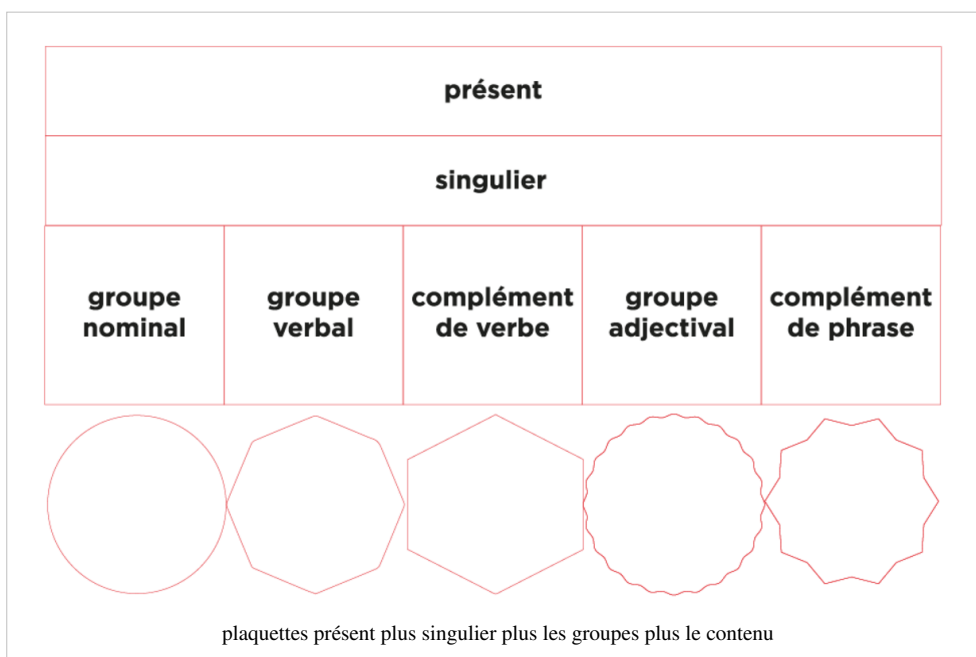 présent
singulier
groupe
nominal
groupe
verbal
complément
de verbe
groupe
adjectival
complément
de phrase
plaquettes présent plus singulier plus les groupes plus le contenu